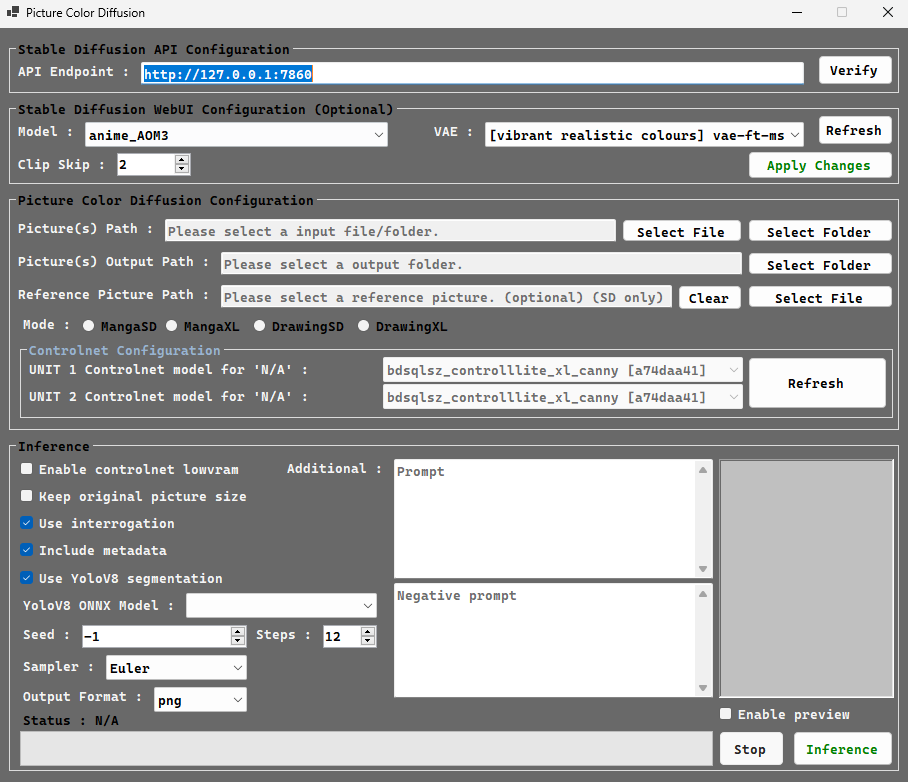 Picture Color Diffusion
Stable Diffusion API Configuration
API Endpoint : http://127.0.0.1:7860 Verify
Stable Diffusion WebUI Configuration (Optional)
Model : anime_AOM3 VAE : [vibrant realistic colours] vae-ft-ms Refresh
Clip Skip : 2 Apply Changes
Picture Color Diffusion Configuration
Picture(s) Path : Please select a input file/folder. Select File Select Folder
Picture(s) Output Path : Please select a output folder. Select Folder
Reference Picture Path : Please select a reference picture. (optional) (SD only) Clear Select File
Mode : MangaSD MangaXL DrawingSD DrawingXL
Controlnet Configuration
UNIT 1 Controlnet model for 'N/A' : bdsqlsz_controlllite_xl_canny [a74daa41] Refresh
UNIT 2 Controlnet model for 'N/A' : bdsqlsz_controlllite_xl_canny [a74daa41]
Inference
Enable controlnet lowvram Additional : Prompt
Keep original picture size
Use interrogation
Include metadata
Use YoloV8 segmentation
YoloV8 ONNX Model : Negative prompt
Seed : -1 Steps : 12
Sampler : Euler
Output Format : png
Status : N/A Enable preview
Stop Inference